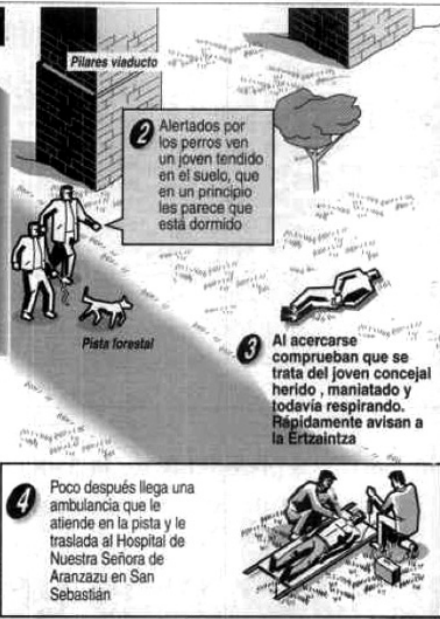 Pilares viaducto
2 Alertados por
los perros ven
un joven tendido
en el suelo, que
en un principio
les parece que
está dormido
Pista forestal
3 Al acercarse
comprueban que se
trata del joven concejal
herido , maniatado y
todavía respirando.
Rápidamente avisan a
la Ertzaintza
4 Poco después llega una
ambulancia que le
atiende en la pista y le
traslada al Hospital de
Nuestra Señora de
Aranzazu en San
Sebastián